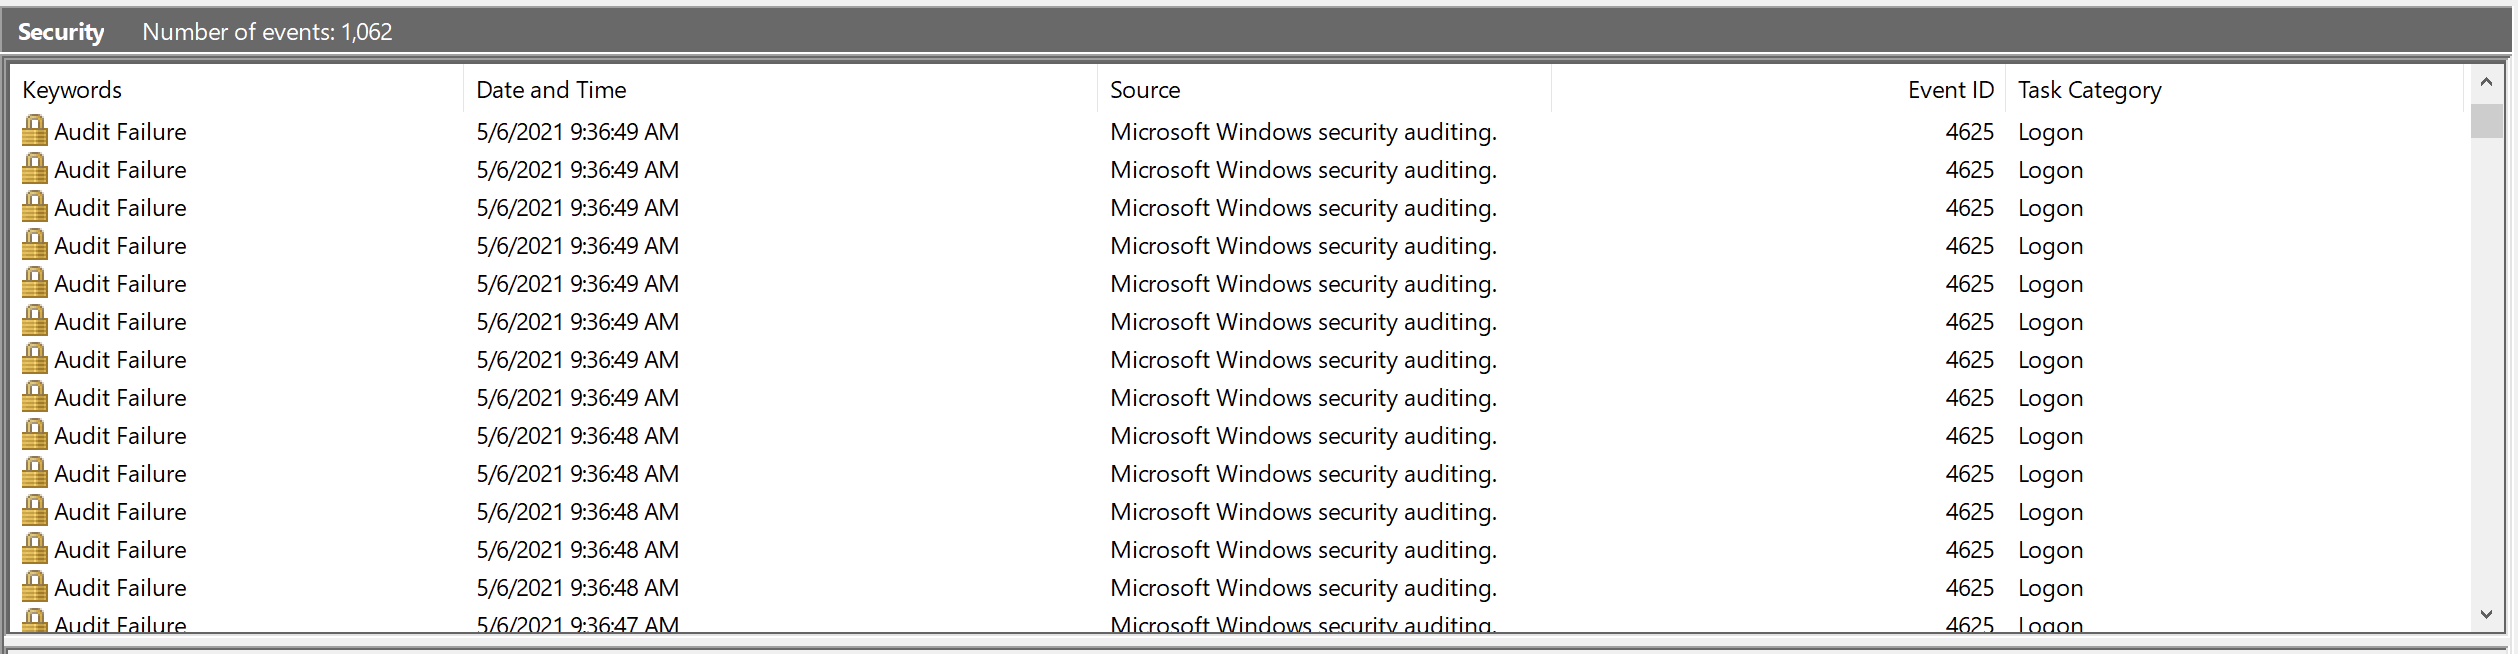 Security Number of events: 1,062
Keywords Date and Time Source Event ID Task Category
Audit Failure 5/6/2021 9:36:49 AM Microsoft Windows security auditing. 4625 Logon
Audit Failure 5/6/2021 9:36:49 AM Microsoft Windows security auditing. 4625 Logon
Audit Failure 5/6/2021 9:36:49 AM Microsoft Windows security auditing. 4625 Logon
Audit Failure 5/6/2021 9:36:49 AM Microsoft Windows security auditing. 4625 Logon
Audit Failure 5/6/2021 9:36:49 AM Microsoft Windows security auditing. 4625 Logon
Audit Failure 5/6/2021 9:36:49 AM Microsoft Windows security auditing. 4625 Logon
Audit Failure 5/6/2021 9:36:49 AM Microsoft Windows security auditing. 4625 Logon
Audit Failure 5/6/2021 9:36:49 AM Microsoft Windows security auditing. 4625 Logon
Audit Failure 5/6/2021 9:36:48 AM Microsoft Windows security auditing. 4625 Logon
Audit Failure 5/6/2021 9:36:48 AM Microsoft Windows security auditing. 4625 Logon
Audit Failure 5/6/2021 9:36:48 AM Microsoft Windows security auditing. 4625 Logon
Audit Failure 5/6/2021 9:36:48 AM Microsoft Windows security auditing. 4625 Logon
Audit Failure 5/6/2021 9:36:48 AM Microsoft Windows security auditing. 4625 Logon
Audit Failure 5/6/2021 9:36:47 AM Microsoft Windows security auditing. 4625 Logon